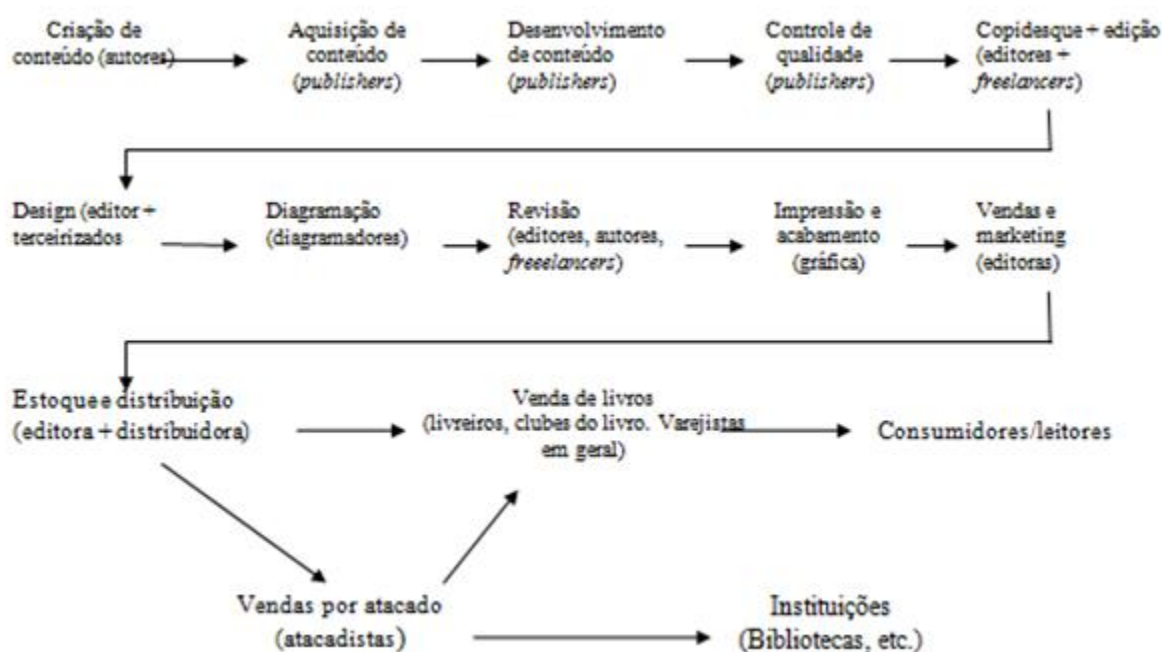 Criação de
conteúdo (autores)
Aquisição de
conteúdo
(publishers)
Desenvolvimento
de conteúdo
(publishers)
Controle de
qualidade
(publishers)
Copidesque + edição
(editores +
freelancers)
Design (editor +
terceirizados
Diagramação
(diagramadores)
Revisão
(editores, autores,
freeelancers)
Impressão e
acabamento
(gráfica)
Vendas e
marketing
(editoras)
Estoque e distribuição
(editora + distribuidora)
Venda de livros
(livreiros, clubes do livro. Varejistas
em geral)
Consumidores/leitores
Vendas por atacado
(atacadistas)
Instituições
(Bibliotecas, etc.)